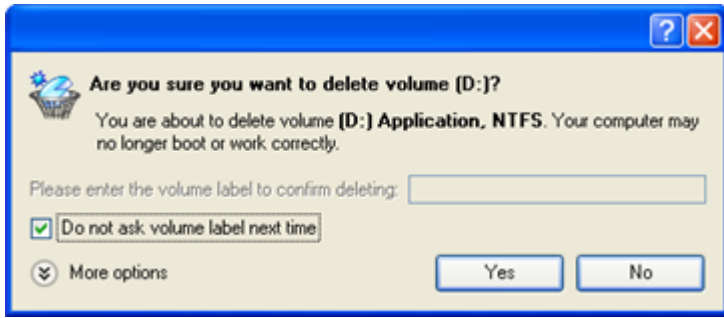 Are you sure you want to delete volume (D:)?
You are about to delete volume (D:) Application, NTFS. Your computer may
no longer boot or work correctly.
Please enter the volume label to confirm deleting:
Do not ask volume label next time
More options
Yes
No